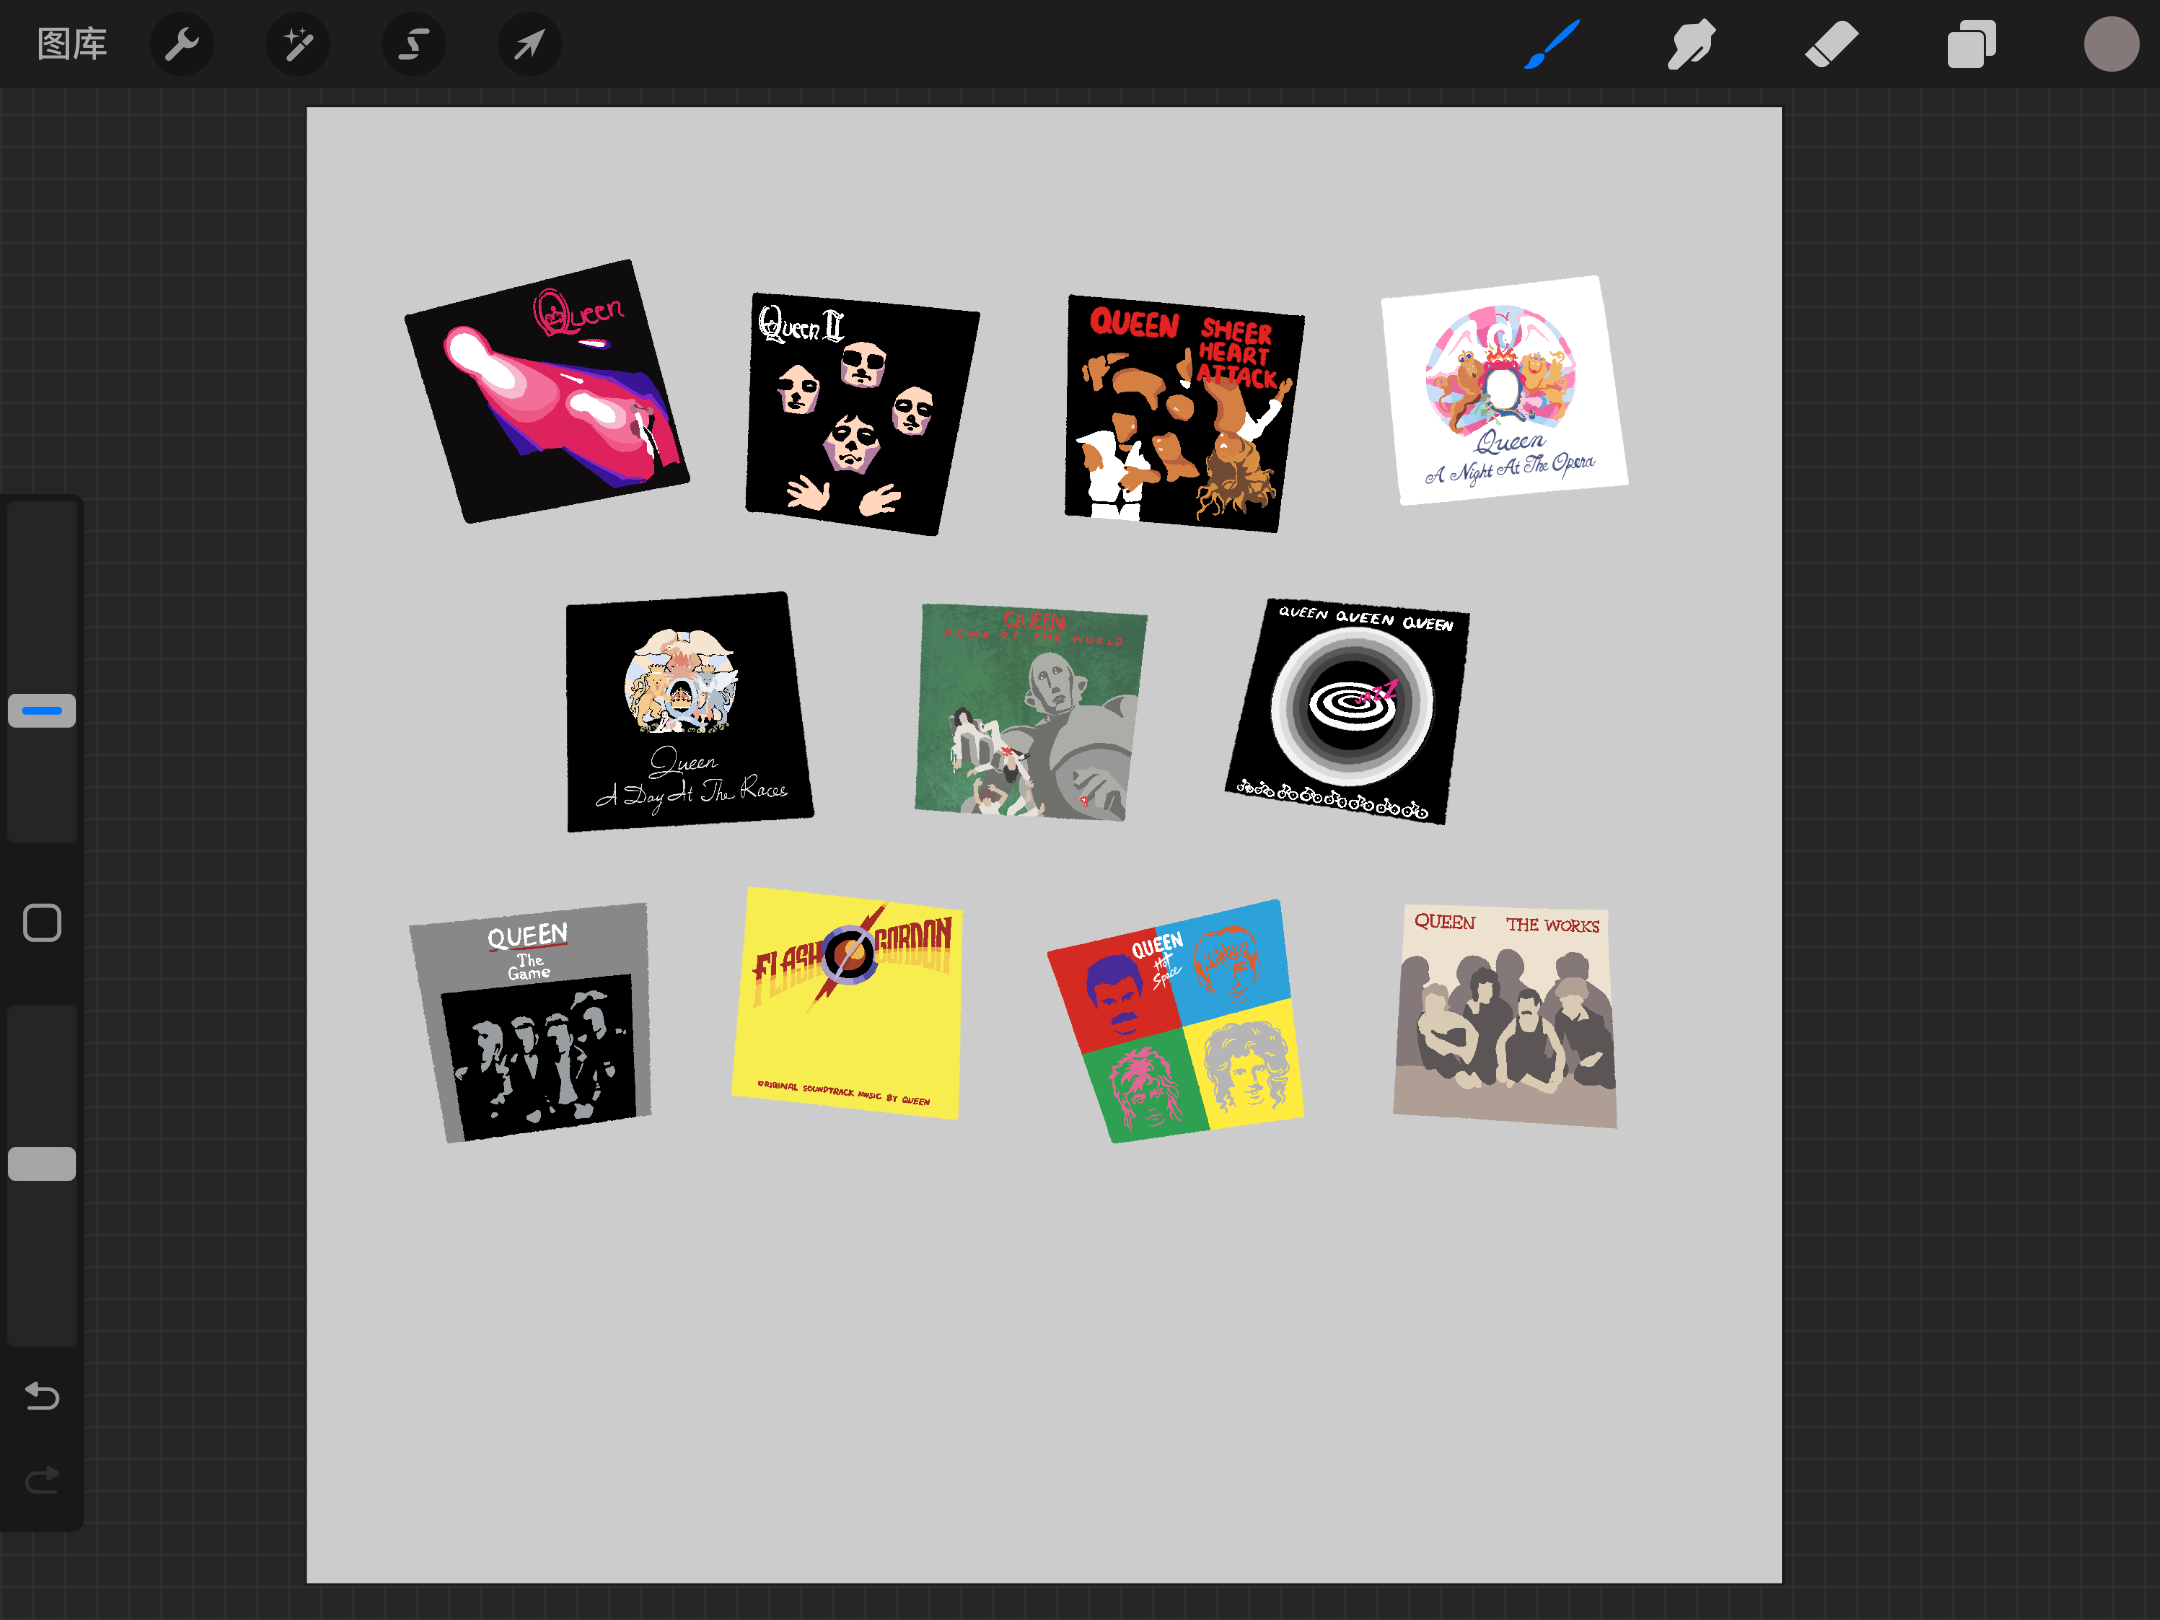 图库
Queen
Queen II
QUEEN SHEER
HEART
ATTACK
Queen
A Night At The Opera
Queen
A Day At The Races
QUEEN
NEWS OF THE WORLD
QUEEN QUEEN QUEEN
JAZZ
QUEEN
The
Game
FLASH GORDON
ORIGINAL SOUNDTRACK MUSIC BY QUEEN
QUEEN
Hot
Space
QUEEN THE WORKS